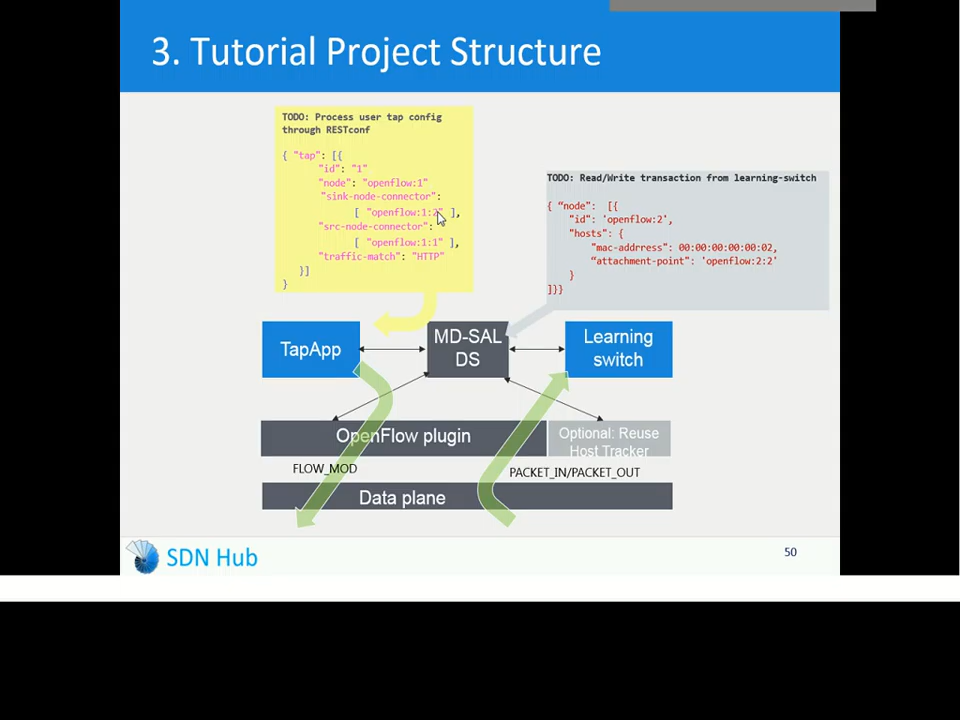 3. Tutorial Project Structure
TODO: Process user tap config
through RESTconf
{ "tap": [{
"id": "1"
"node": "openflow:1"
"sink-node-connector":
[ "openflow:1:2" ],
"src-node-connector":
[ "openflow:1:1" ],
"traffic-match": "HTTP"
}]
}
TODO: Read/Write transaction from learning-switch
{ “node":  [{
"id": 'openflow:2',
"hosts": {
"mac-addrress": 00:00:00:00:00:02,
“attachment-point": 'openflow:2:2'
}
]}}
TapApp
MD-SAL
DS
Learning
switch
OpenFlow plugin
Optional: Reuse
Host Tracker
FLOW_MOD
PACKET_IN/PACKET_OUT
Data plane
SDN Hub
50